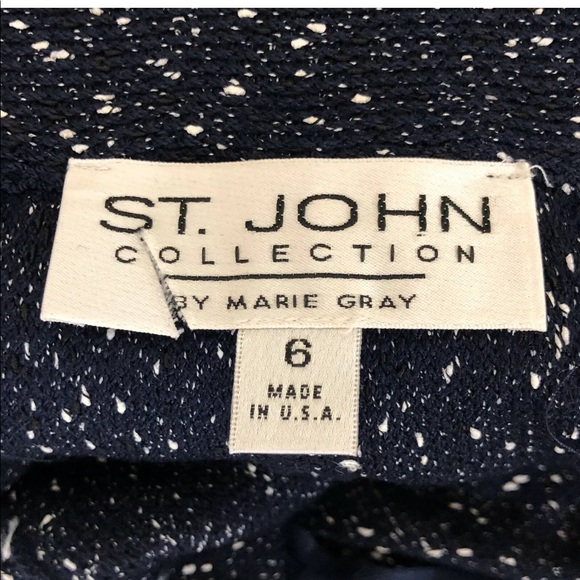 ST. JOHN
COLLECTION
BY MARIE GRAY
6
MADE
IN U.S.A.